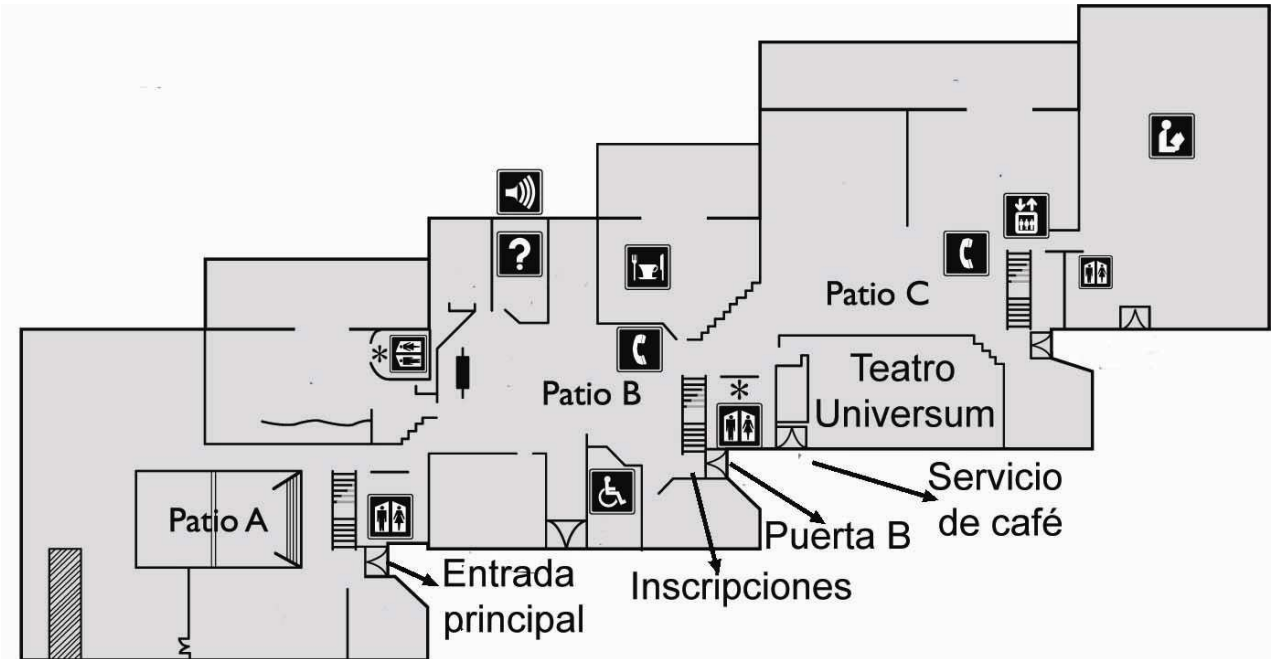 Patio C
Teatro
Universum
Patio B
Servicio
de café
Patio A
Puerta B
Inscripciones
Entrada
principal
?
*
*